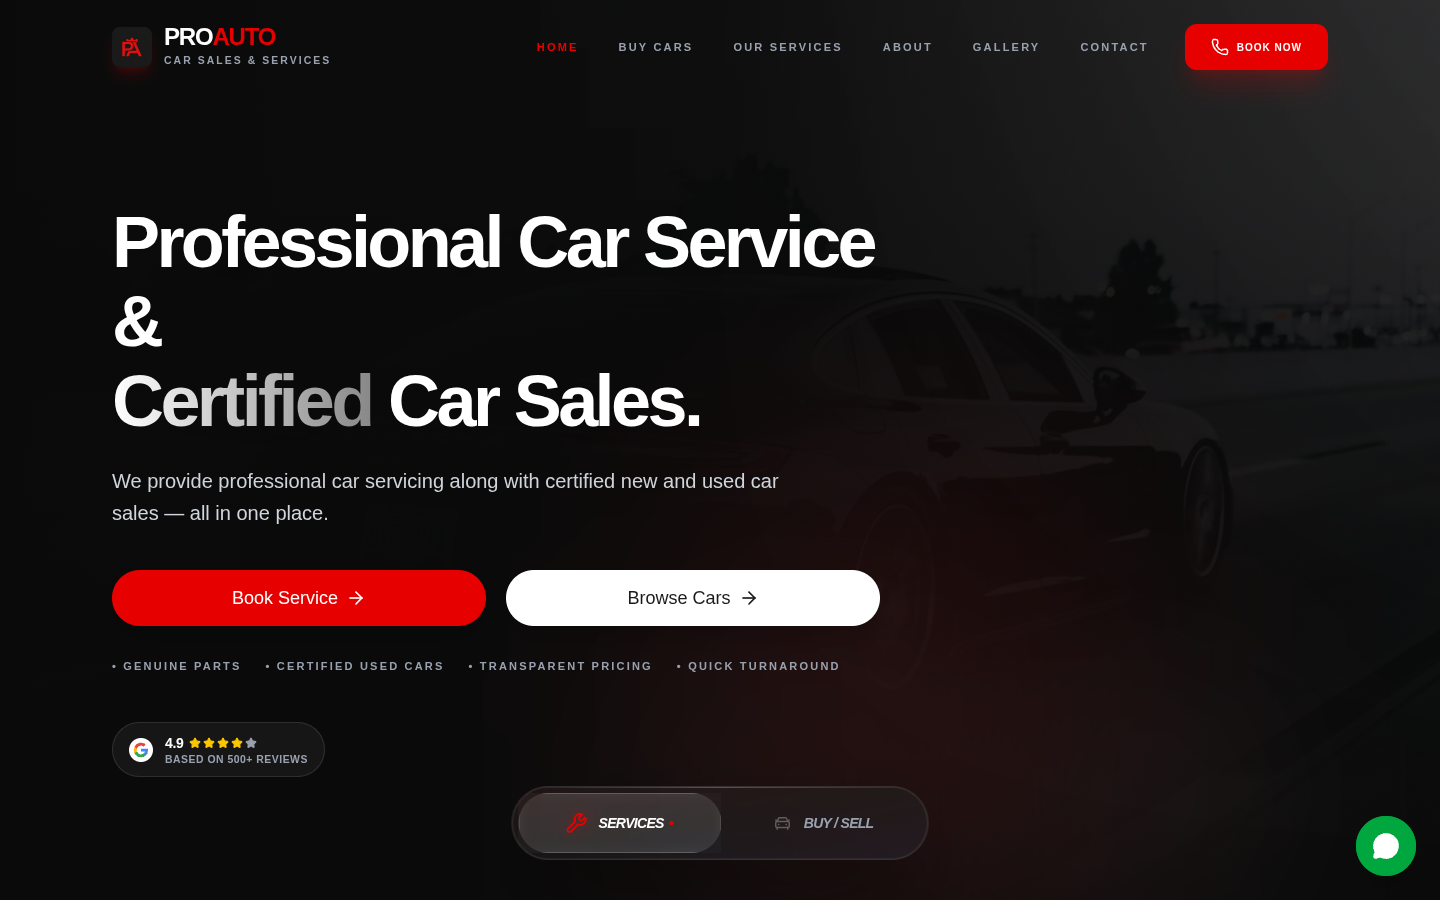 PROAUTO
CAR SALES & SERVICES
HOME
BUY CARS
OUR SERVICES
ABOUT
GALLERY
CONTACT
BOOK NOW
Professional Car Service
&
Certified Car Sales.
We provide professional car servicing along with certified new and used car
sales — all in one place.
Book Service
Browse Cars
• GENUINE PARTS
• CERTIFIED USED CARS
• TRANSPARENT PRICING
• QUICK TURNAROUND
4.9
BASED ON 500+ REVIEWS
SERVICES
BUY / SELL